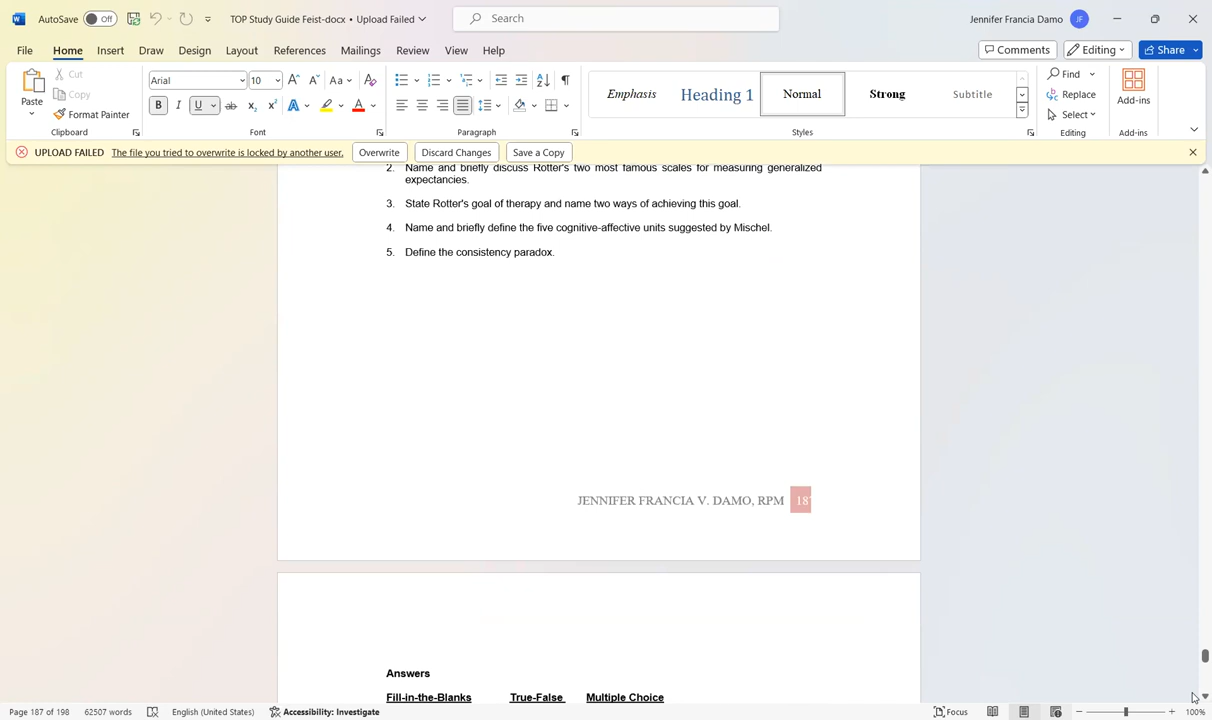 AutoSave Off TOP Study Guide Feist-docx • Upload Failed Search Jennifer Francia Damo JF
File Home Insert Draw Design Layout References Mailings Review View Help Comments Editing Share
Paste Cut Copy Format Painter Clipboard
Arial 10 Aa B I U ab x₂ x² A A Font
Paragraph
Emphasis Heading 1 Normal Strong Subtitle Styles
Find Replace Select Editing
Add-ins Add-ins
UPLOAD FAILED The file you tried to overwrite is locked by another user. Overwrite Discard Changes Save a Copy
2. Name and briefly discuss Rotter's two most famous scales for measuring generalized
expectancies.
3. State Rotter's goal of therapy and name two ways of achieving this goal.
4. Name and briefly define the five cognitive-affective units suggested by Mischel.
5. Define the consistency paradox.
JENNIFER FRANCIA V. DAMO, RPM
Answers
Fill-in-the-Blanks True-False Multiple Choice
Page 187 of 198 62507 words English (United States) Accessibility: Investigate Focus 100%